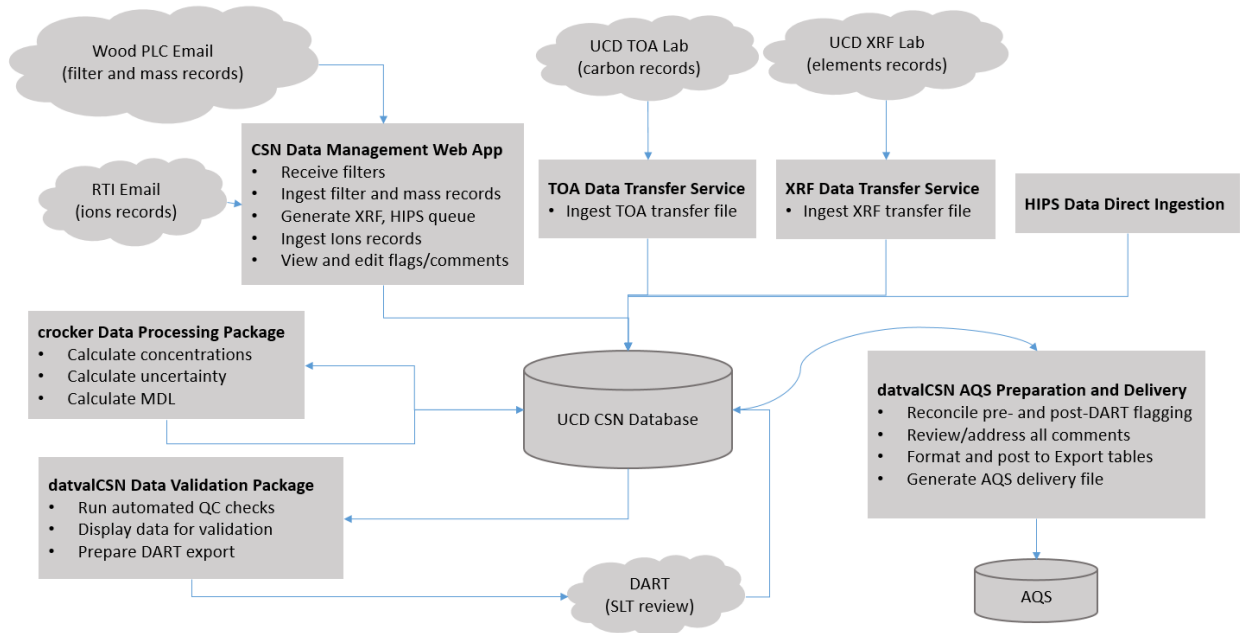 Wood PLC Email
(filter and mass records)
UCD TOA Lab
(carbon records)
UCD XRF Lab
(elements records)
RTI Email
(ions records)
CSN Data Management Web App
• Receive filters
• Ingest filter and mass records
• Generate XRF, HIPS queue
• Ingest Ions records
• View and edit flags/comments
TOA Data Transfer Service
• Ingest TOA transfer file
XRF Data Transfer Service
• Ingest XRF transfer file
HIPS Data Direct Ingestion
crocker Data Processing Package
• Calculate concentrations
• Calculate uncertainty
• Calculate MDL
UCD CSN Database
datvalCSN AQS Preparation and Delivery
• Reconcile pre- and post-DART flagging
• Review/address all comments
• Format and post to Export tables
• Generate AQS delivery file
datvalCSN Data Validation Package
• Run automated QC checks
• Display data for validation
• Prepare DART export
DART
(SLT review)
AQS